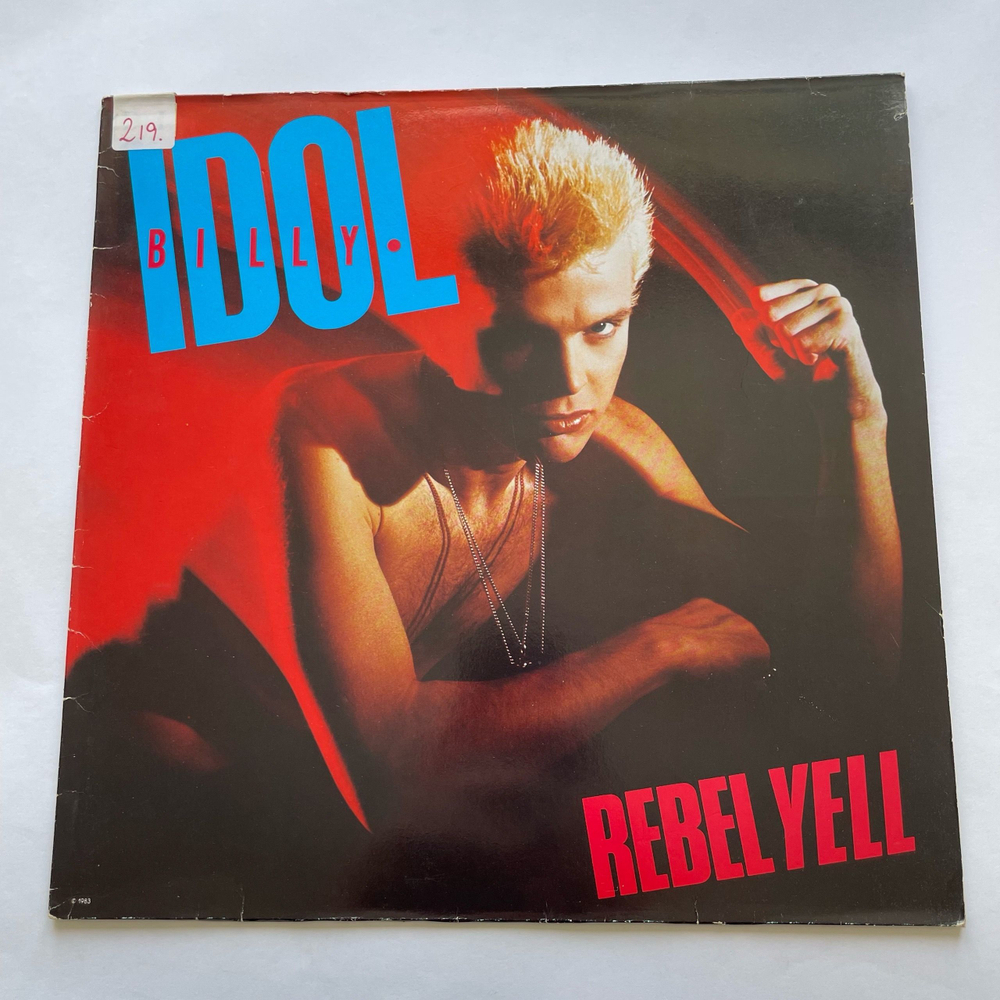 219.
IDOL
BILLY.
REBEL YELL
© 1983